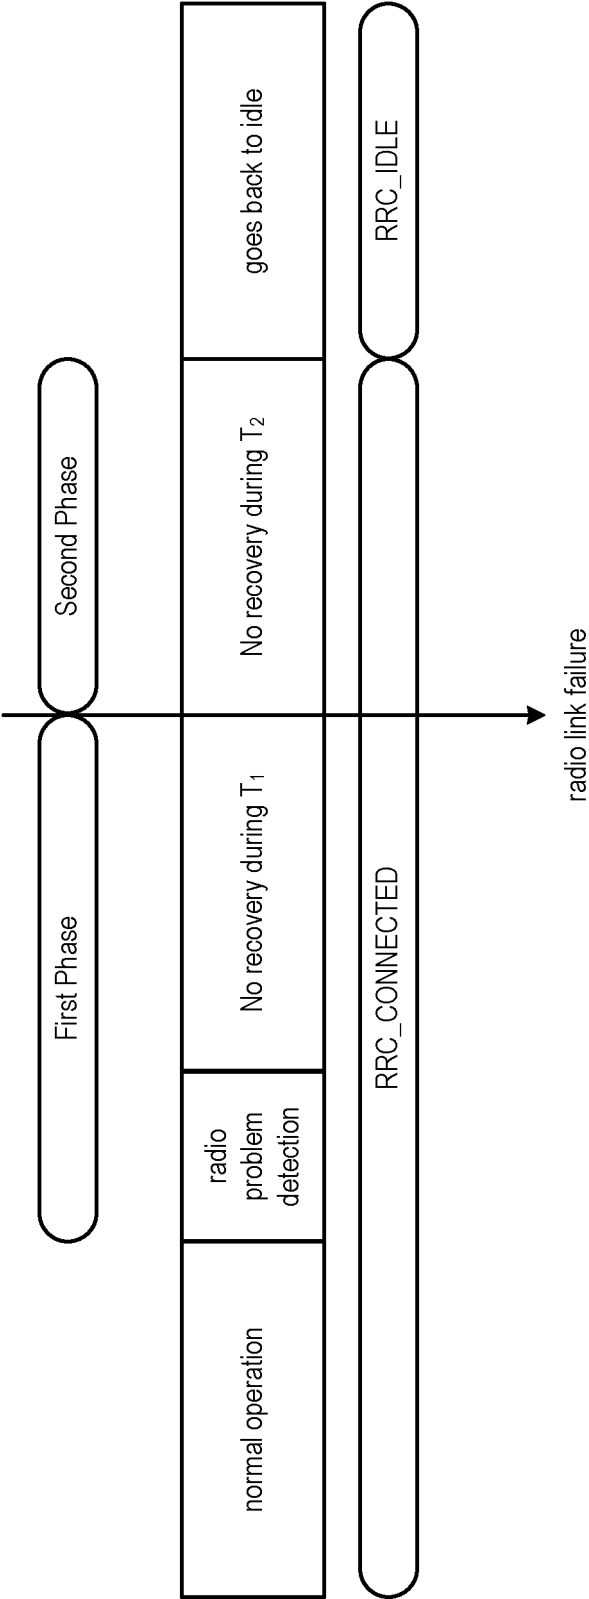 First Phase
Second Phase
normal operation
radio
problem
detection
No recovery during T₁
No recovery during T₂
goes back to idle
RRC_CONNECTED
RRC_IDLE
radio link failure